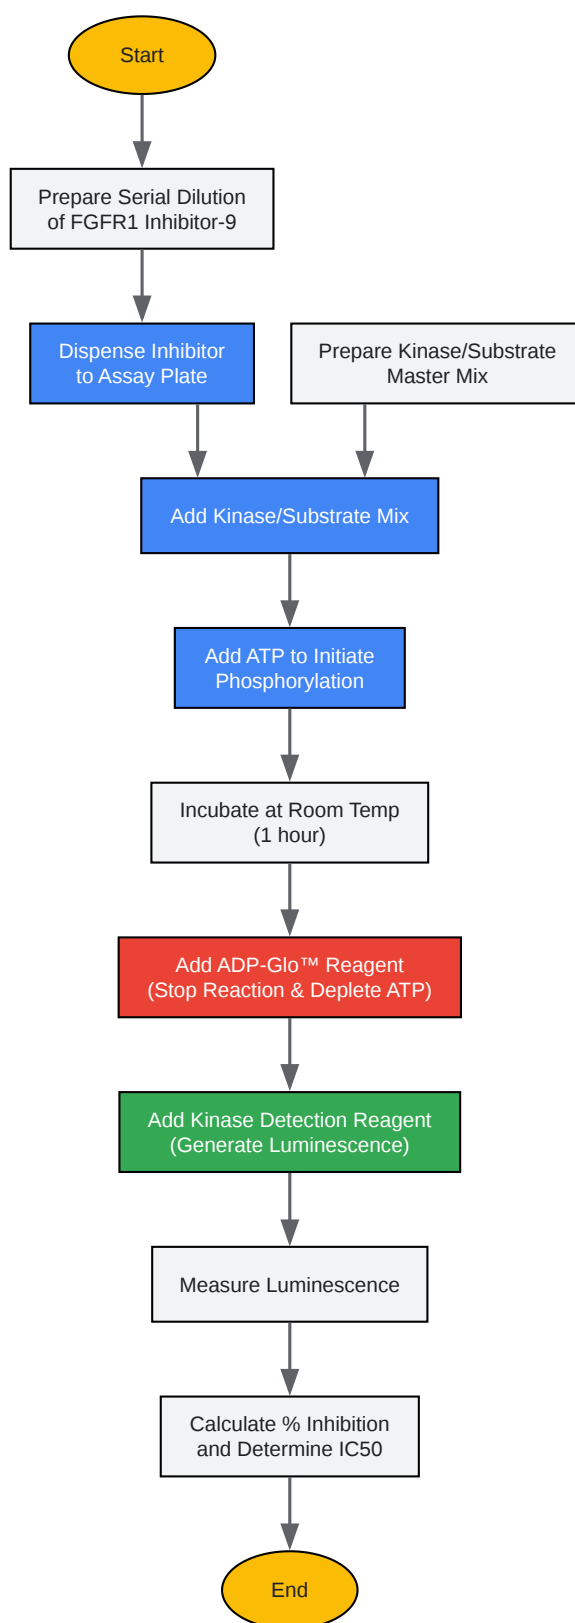 Start
Prepare Serial Dilution
of FGFR1 Inhibitor-9
Dispense Inhibitor
to Assay Plate
Prepare Kinase/Substrate
Master Mix
Add Kinase/Substrate Mix
Add ATP to Initiate
Phosphorylation
Incubate at Room Temp
(1 hour)
Add ADP-Glo™ Reagent
(Stop Reaction & Deplete ATP)
Add Kinase Detection Reagent
(Generate Luminescence)
Measure Luminescence
Calculate % Inhibition
and Determine IC50
End